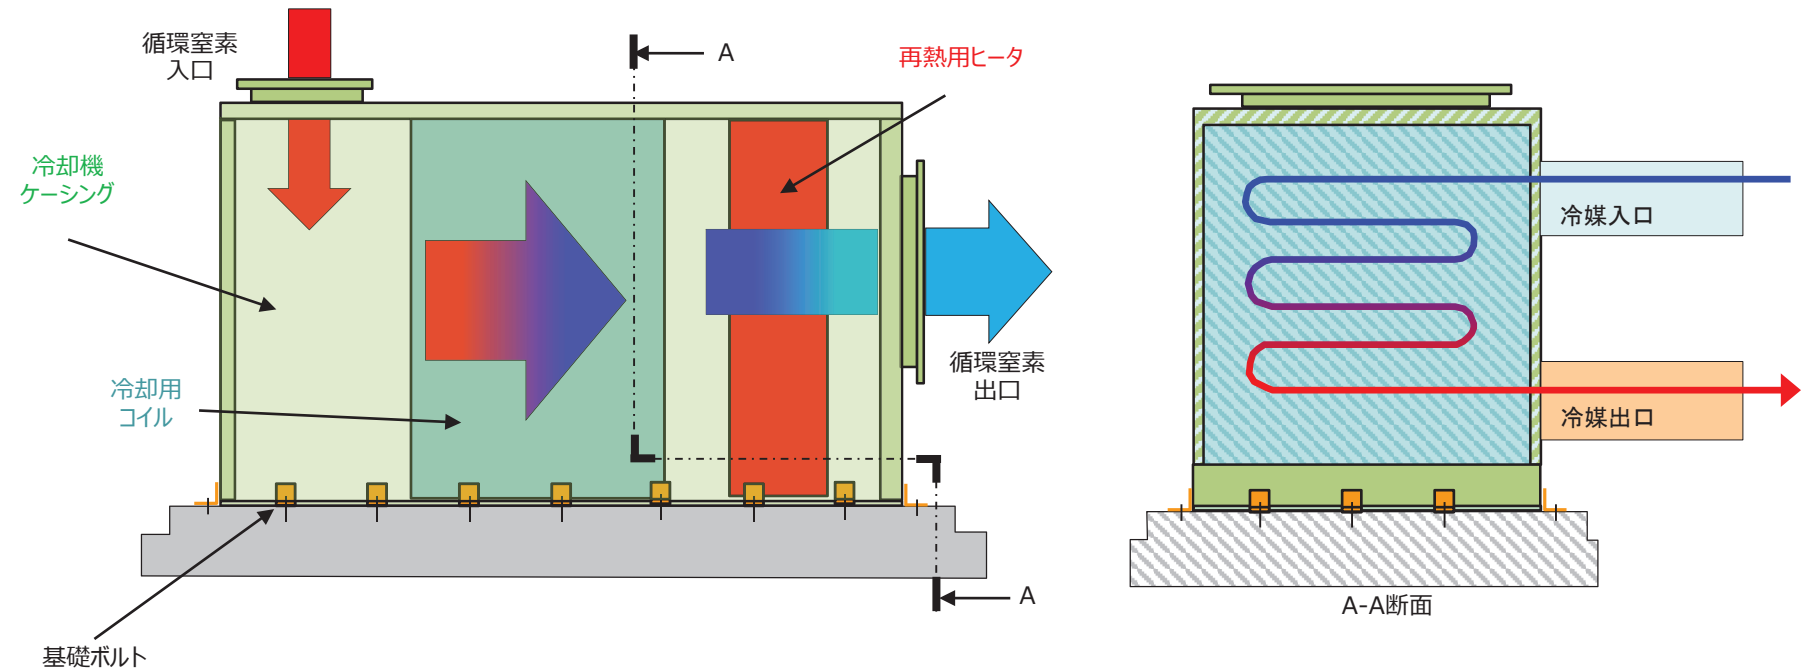 循環窒素
入口
A
再熱用ヒータ
冷却機
ケーシング
冷媒入口
循環窒素
出口
冷却用
コイル
冷媒出口
A
A-A断面
基礎ボルト